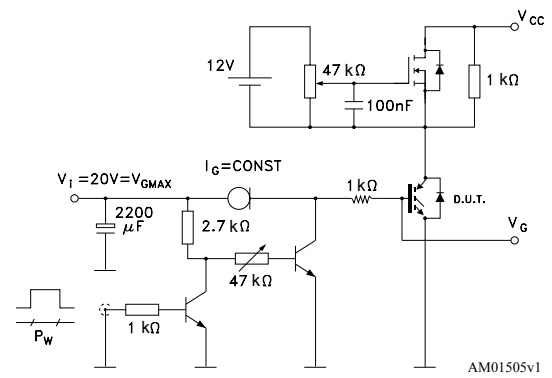 V_CC
12V
47 kΩ
100nF
1 kΩ
I_G=CONST
V_i =20V=V_GMAX
1 kΩ
D.U.T.
2200
μF
2.7 kΩ
V_G
47 kΩ
1 kΩ
P_W
AM01505v1